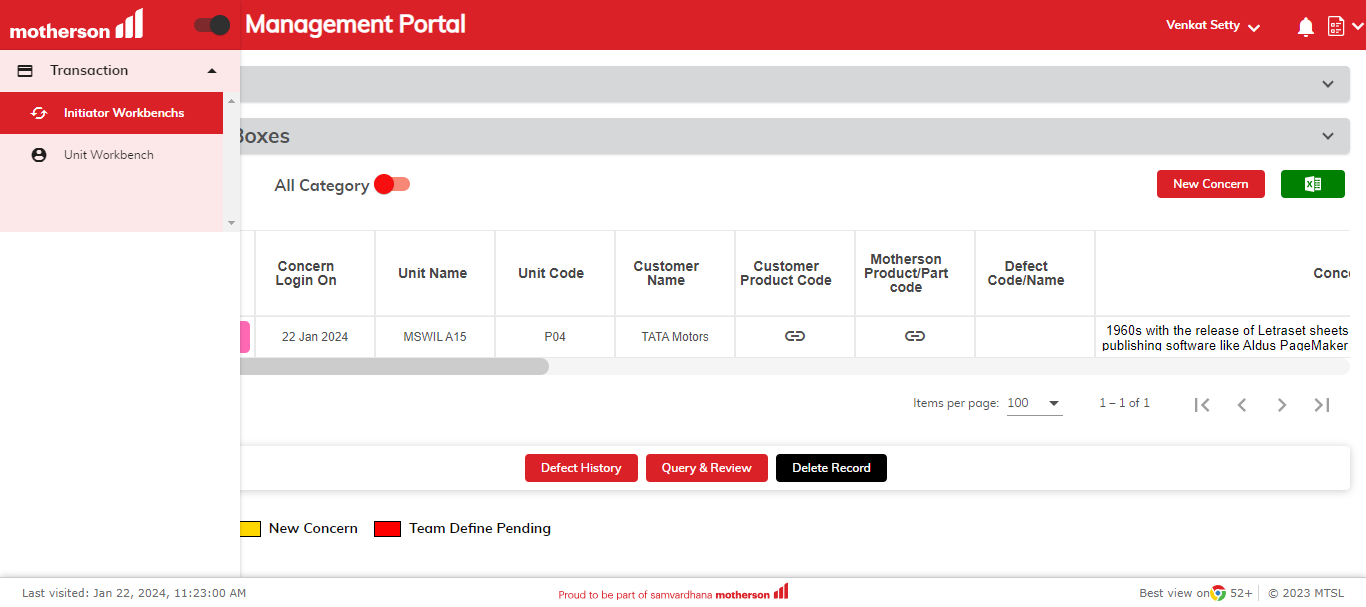 motherson
Management Portal
Venkat Setty
Transaction
Initiator Workbenchs
Unit Workbench
Boxes
All Category
New Concern
Concern Login On
Unit Name
Unit Code
Customer Name
Customer Product Code
Motherson Product/Part code
Defect Code/Name
Conce
22 Jan 2024
MSWIL A15
P04
TATA Motors
1960s with the release of Letraset sheets
publishing software like Aldus PageMaker
Items per page: 100
1 – 1 of 1
Defect History
Query & Review
Delete Record
New Concern
Team Define Pending
Last visited: Jan 22, 2024, 11:23:00 AM
Proud to be part of samvardhana motherson
Best view on 52+
© 2023 MTSL